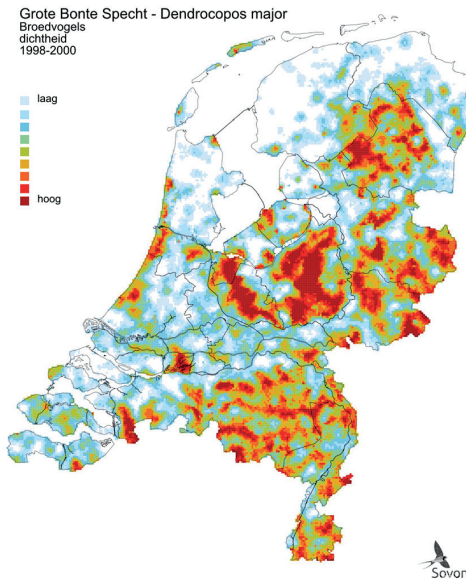 Grote Bonte Specht - Dendrocopos major
Broedvogels
dichtheid
1998-2000
laag
hoog
Sovon